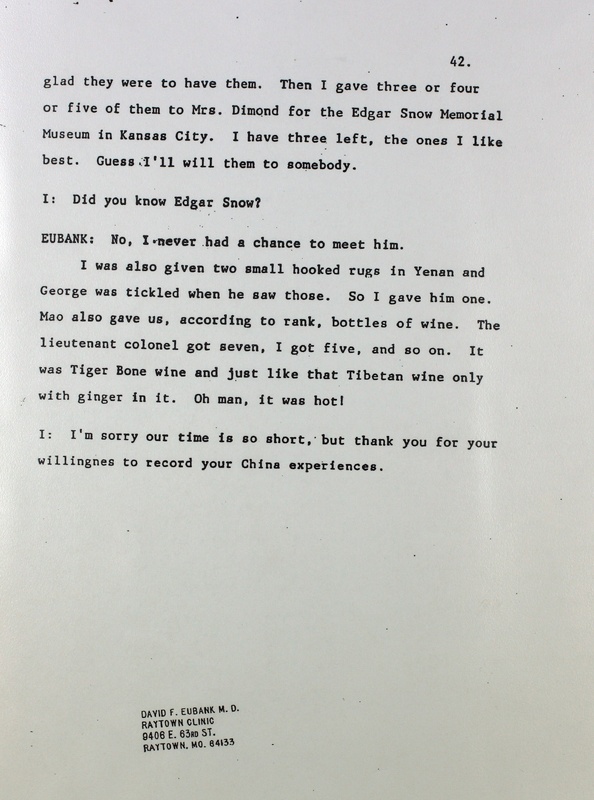 42.
glad they were to have them. Then I gave three or four
or five of them to Mrs. Dimond for the Edgar Snow Memorial
Museum in Kansas City. I have three left, the ones I like
best. Guess I'll will them to somebody.
I: Did you know Edgar Snow?
EUBANK: No, I never had a chance to meet him.
I was also given two small hooked rugs in Yenan and
George was tickled when he saw those. So I gave him one.
Mao also gave us, according to rank, bottles of wine. The
lieutenant colonel got seven, I got five, and so on. It
was Tiger Bone wine and just like that Tibetan wine only
with ginger in it. Oh man, it was hot!
I: I'm sorry our time is so short, but thank you for your
willingnes to record your China experiences.
DAVID F. EUBANK M. D.
RAYTOWN CLINIC
9406 E. 63RD ST.
RAYTOWN, MO. 64133